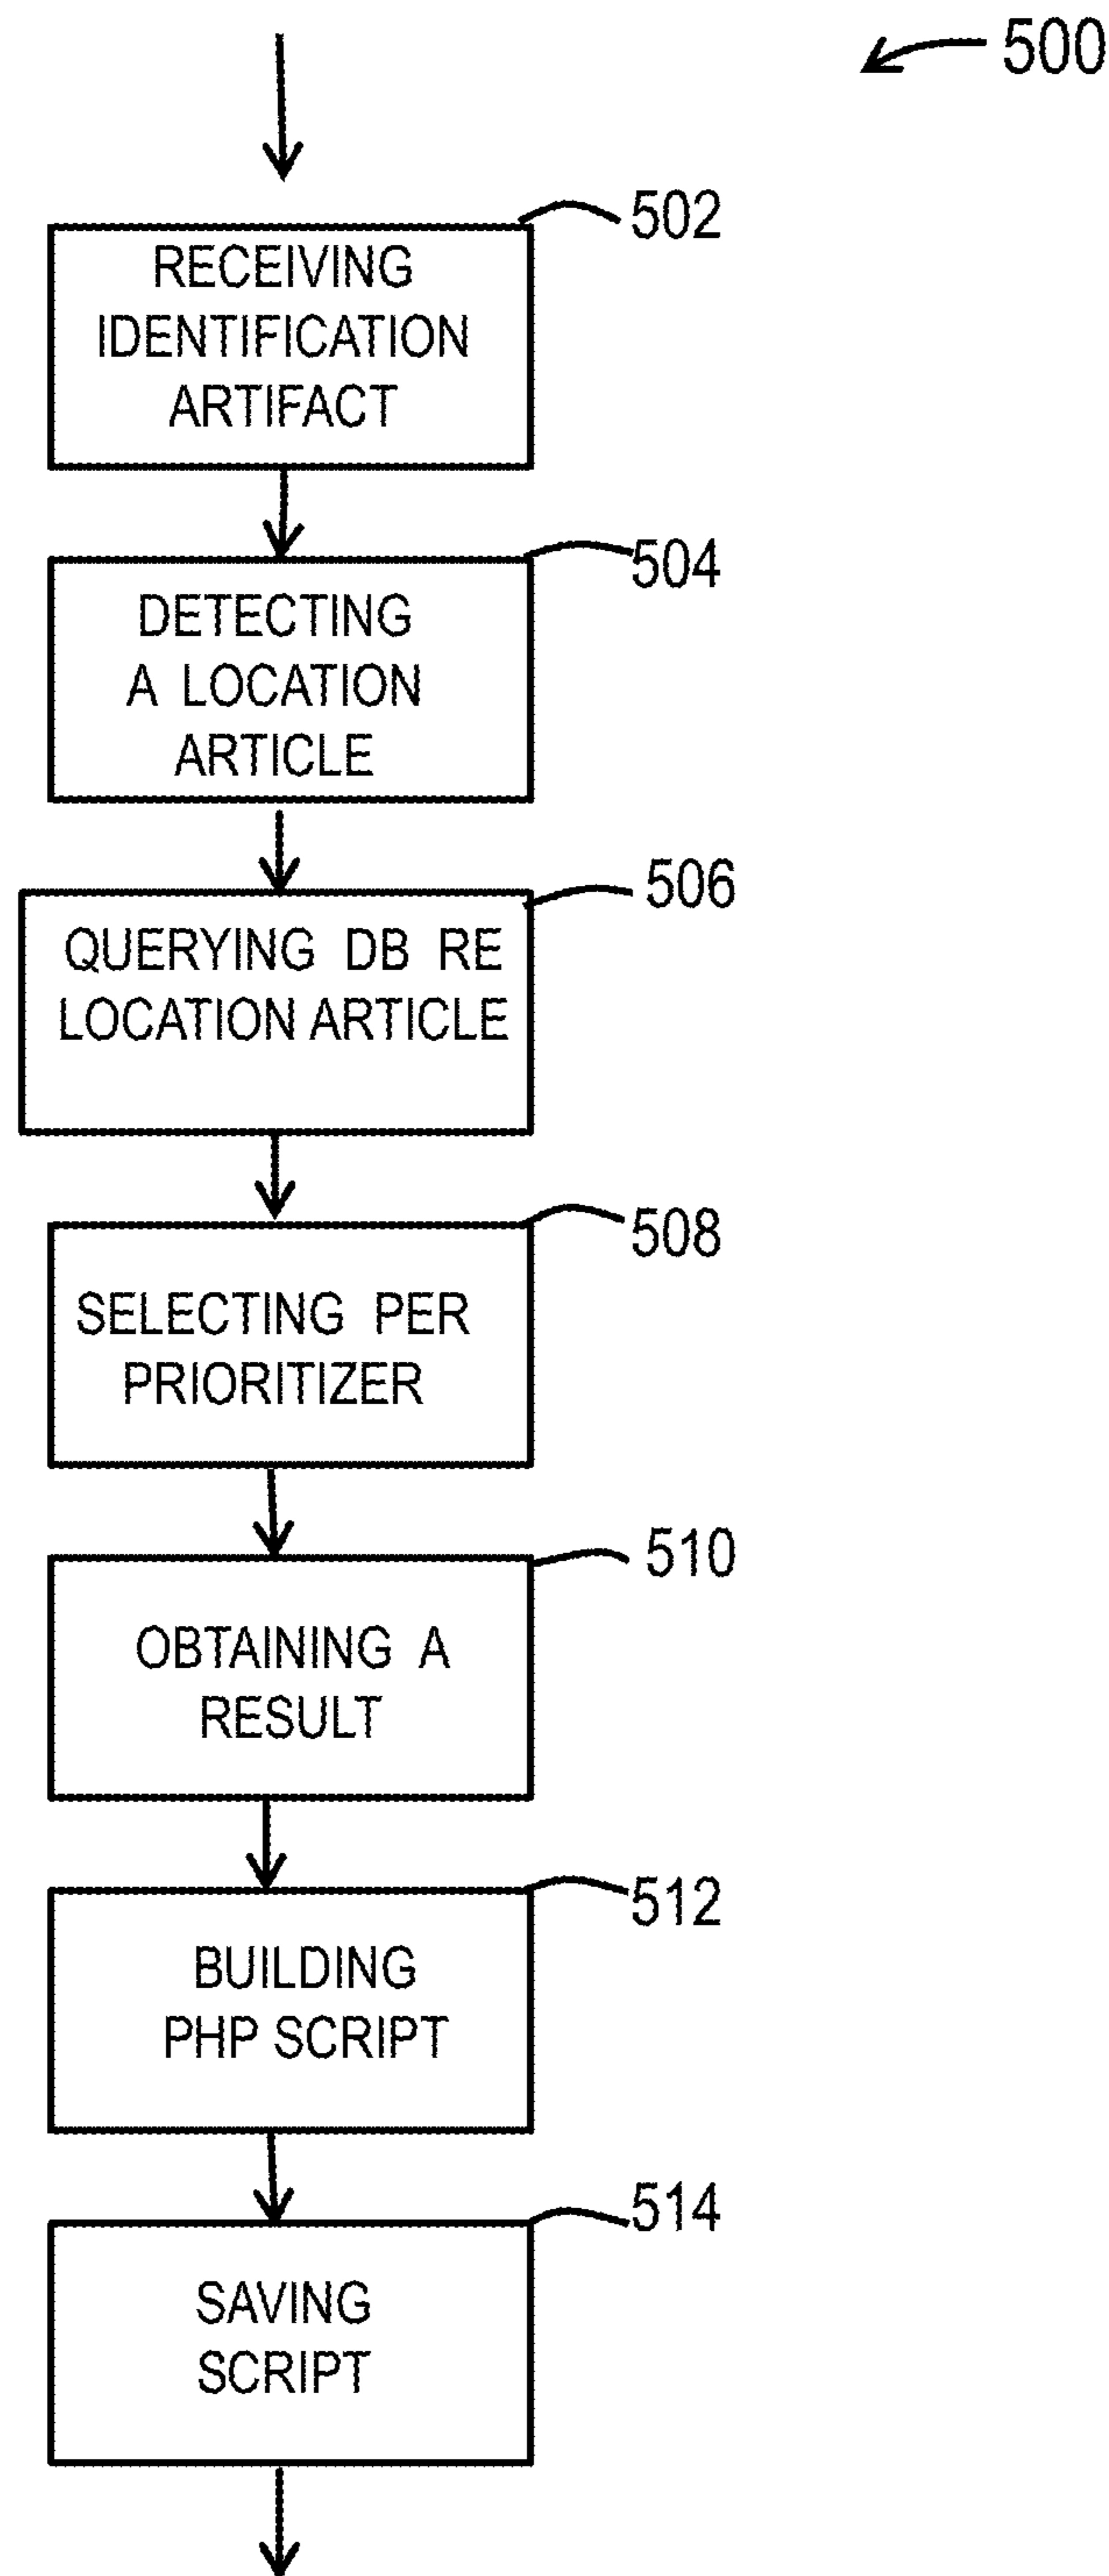 500
502
RECEIVING
IDENTIFICATION
ARTIFACT
504
DETECTING
A LOCATION
ARTICLE
506
QUERYING DB RE
LOCATION ARTICLE
508
SELECTING PER
PRIORITIZER
510
OBTAINING A
RESULT
512
BUILDING
PHP SCRIPT
514
SAVING
SCRIPT